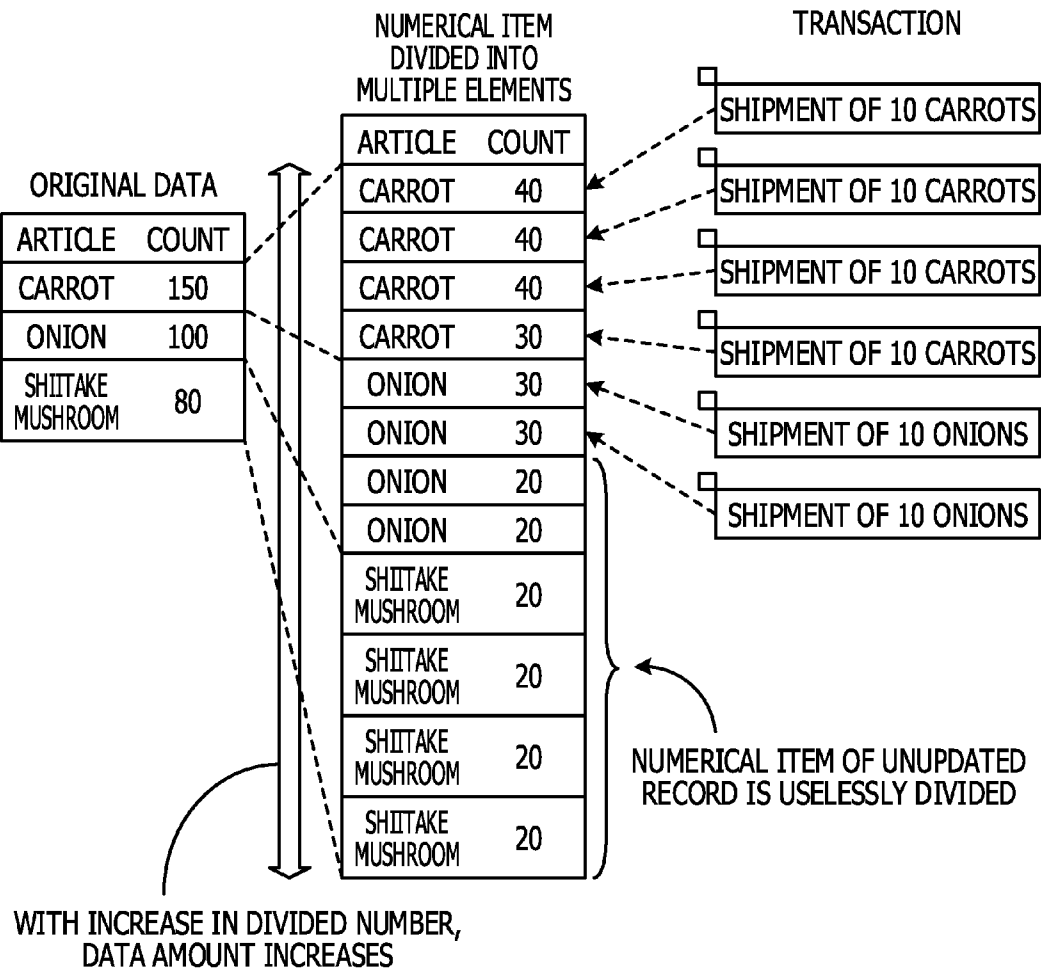 ORIGINAL DATA
ARTICLE COUNT
CARROT 150
ONION 100
SHIITAKE
MUSHROOM 80
NUMERICAL ITEM
DIVIDED INTO
MULTIPLE ELEMENTS
ARTICLE COUNT
CARROT 40
CARROT 40
CARROT 40
CARROT 30
ONION 30
ONION 30
ONION 20
ONION 20
SHIITAKE
MUSHROOM 20
SHIITAKE
MUSHROOM 20
SHIITAKE
MUSHROOM 20
SHIITAKE
MUSHROOM 20
TRANSACTION
SHIPMENT OF 10 CARROTS
SHIPMENT OF 10 CARROTS
SHIPMENT OF 10 CARROTS
SHIPMENT OF 10 CARROTS
SHIPMENT OF 10 ONIONS
SHIPMENT OF 10 ONIONS
NUMERICAL ITEM OF UNUPDATED
RECORD IS USELESSLY DIVIDED
WITH INCREASE IN DIVIDED NUMBER,
DATA AMOUNT INCREASES